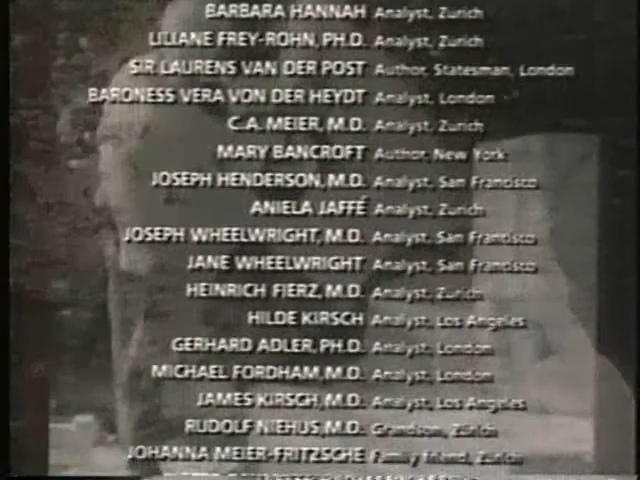 BARBARA HANNAH Analyst, Zurich
LILIANE FREY-ROHN, PH.D. Analyst, Zurich
SIR LAURENS VAN DER POST Author, Statesman, London
BARONESS VERA VON DER HEYDT Analyst, London
C.A. MEIER, M.D. Analyst, Zurich
MARY BANCROFT Author, New York
JOSEPH HENDERSON, M.D. Analyst, San Francisco
ANIELA JAFFÉ Analyst, Zurich
JOSEPH WHEELWRIGHT, M.D. Analyst, San Francisco
JANE WHEELWRIGHT Analyst, San Francisco
HEINRICH FIERZ, M.D. Analyst, Zurich
HILDE KIRSCH Analyst, Los Angeles
GERHARD ADLER, PH.D. Analyst, London
MICHAEL FORDHAM, M.D. Analyst, London
JAMES KIRSCH, M.D. Analyst, Los Angeles
RUDOLF NIEHUS, M.D. Grandson, Zurich
JOHANNA MEIER-FRITZSCHE Family friend, Zurich